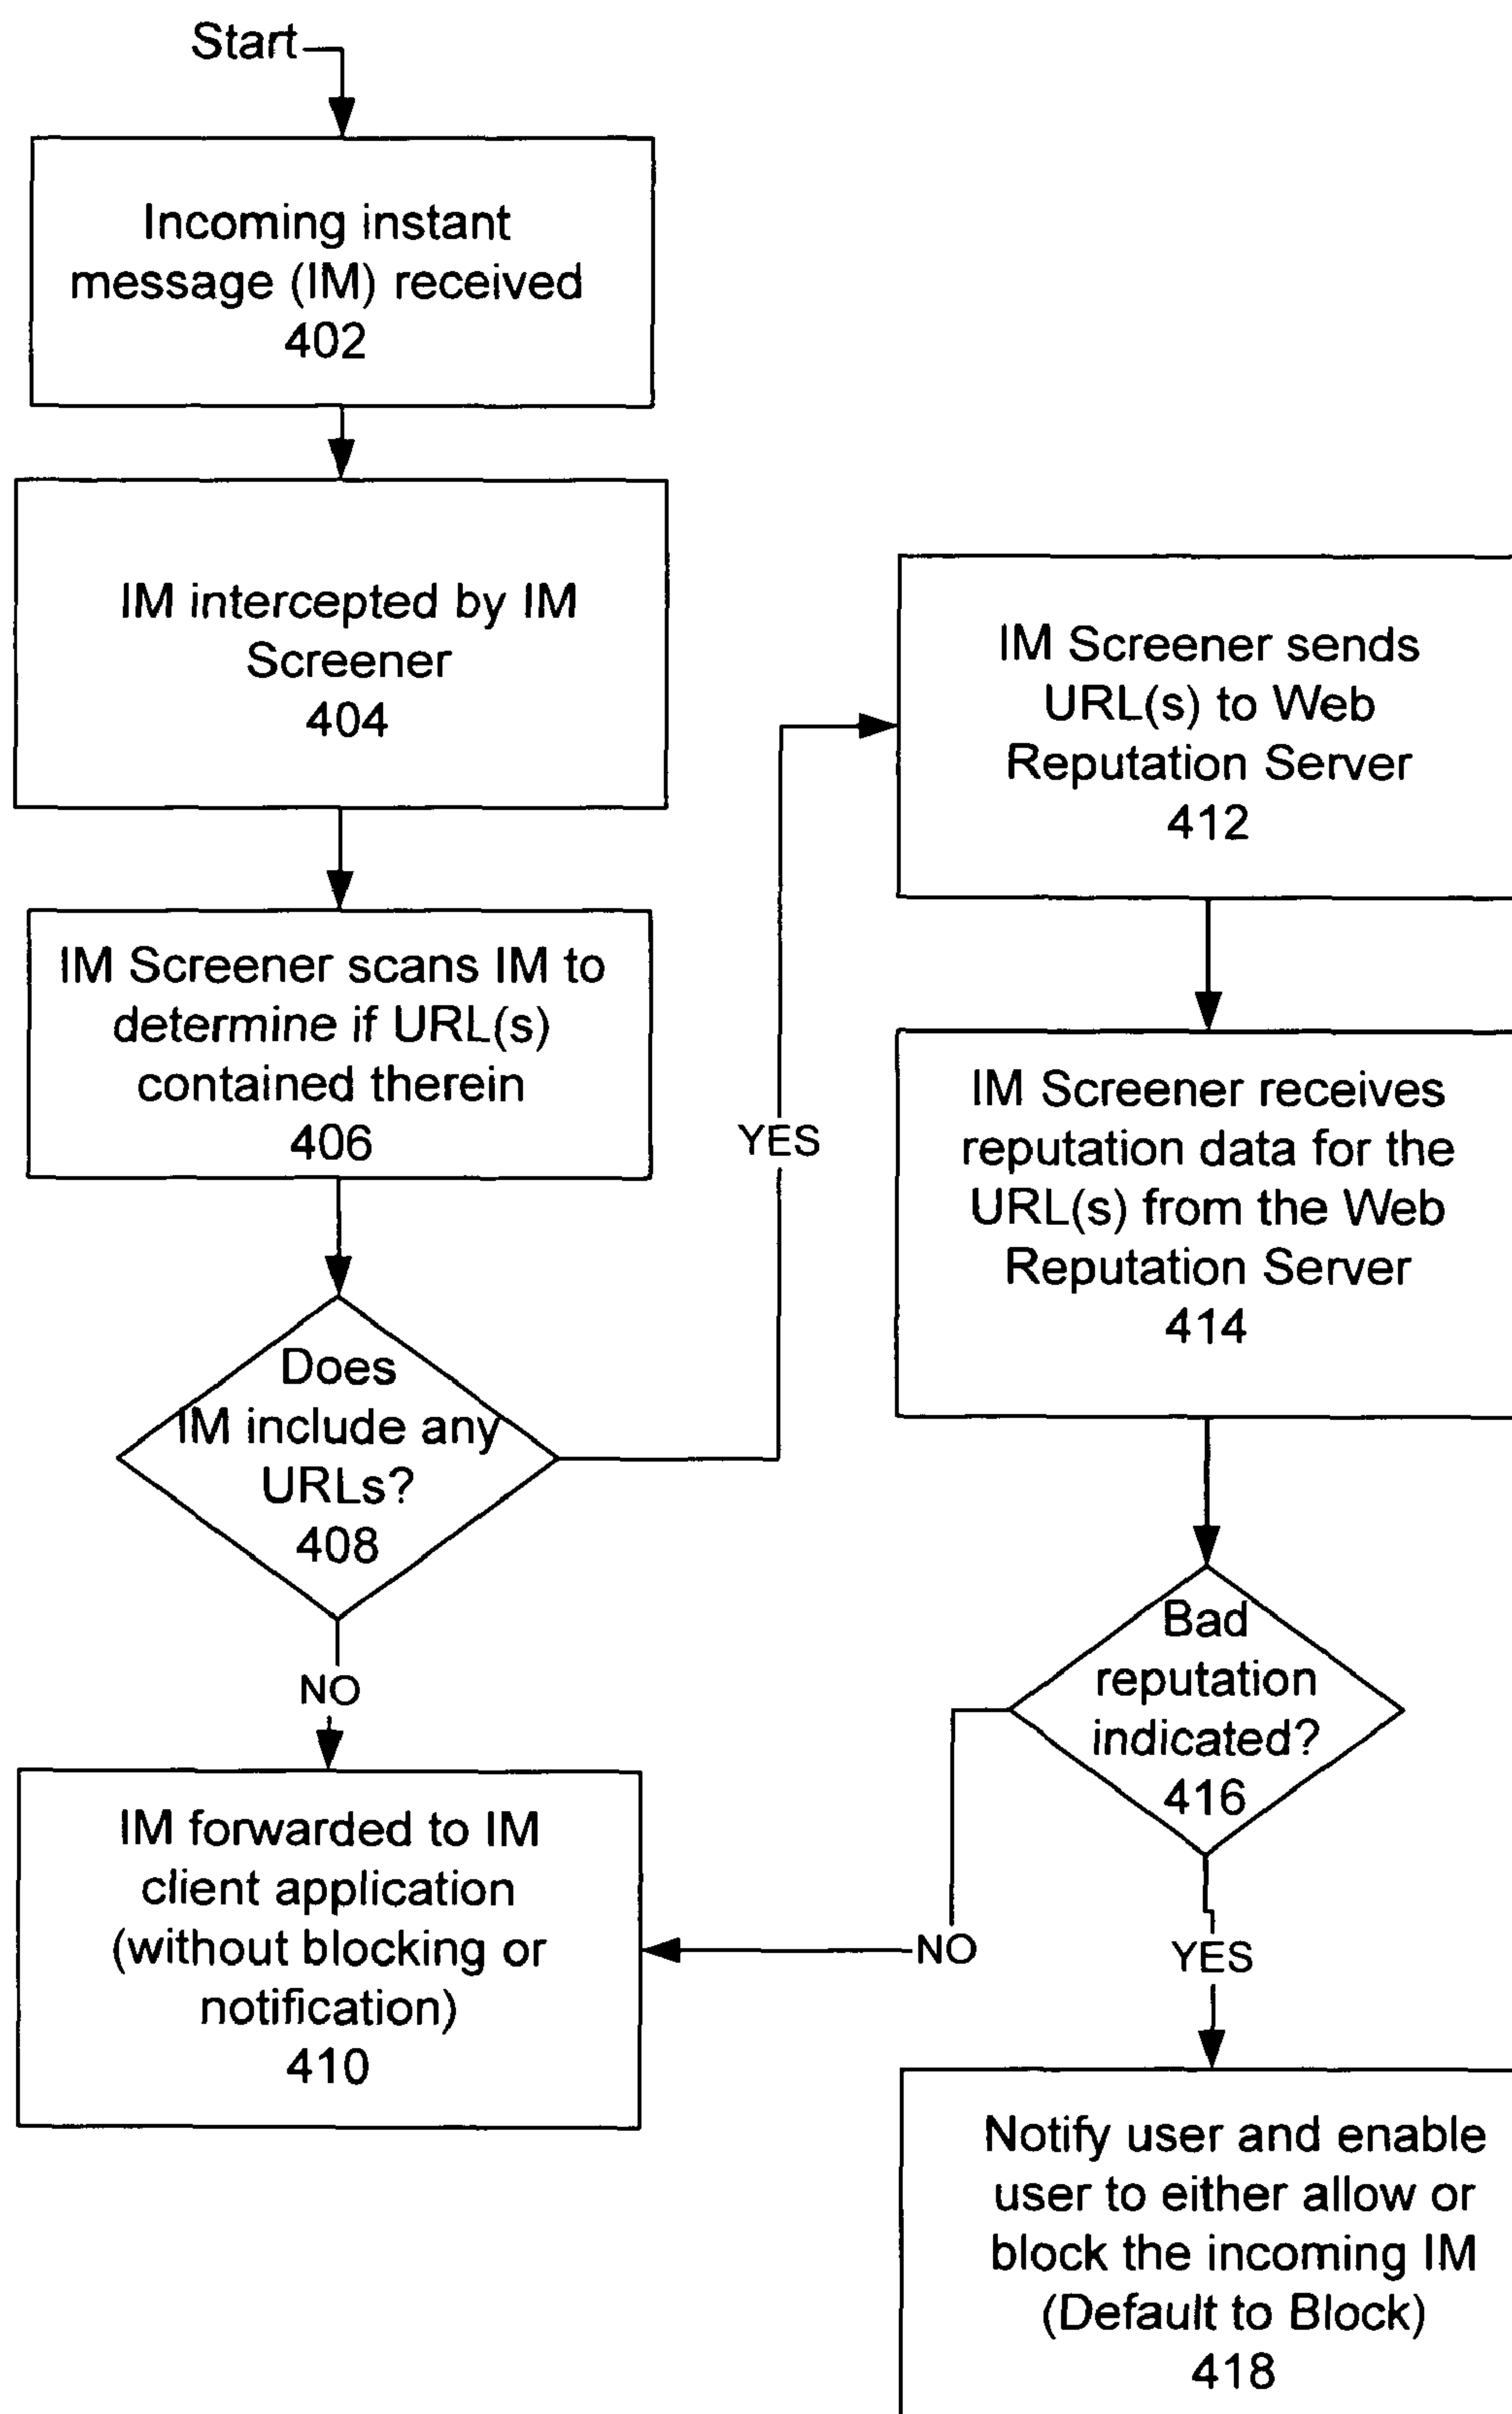 Start
Incoming instant
message (IM) received
402
IM intercepted by IM
Screener
404
IM Screener scans IM to
determine if URL(s)
contained therein
406
Does
IM include any
URLs?
408
NO
IM forwarded to IM
client application
(without blocking or
notification)
410
YES
IM Screener sends
URL(s) to Web
Reputation Server
412
IM Screener receives
reputation data for the
URL(s) from the Web
Reputation Server
414
Bad
reputation
indicated?
416
NO
YES
Notify user and enable
user to either allow or
block the incoming IM
(Default to Block)
418